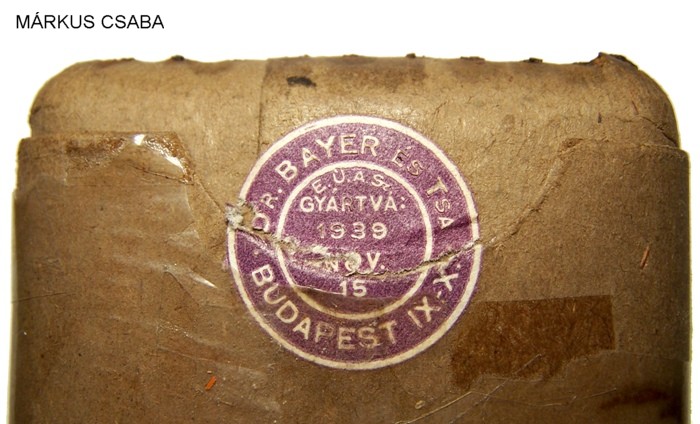 MÁRKUS CSABA
DR. BAYER ÉS TSA
E.U.A.Sz.
GYÁRTVA:
1939
NOV.
15
BUDAPEST IX-X